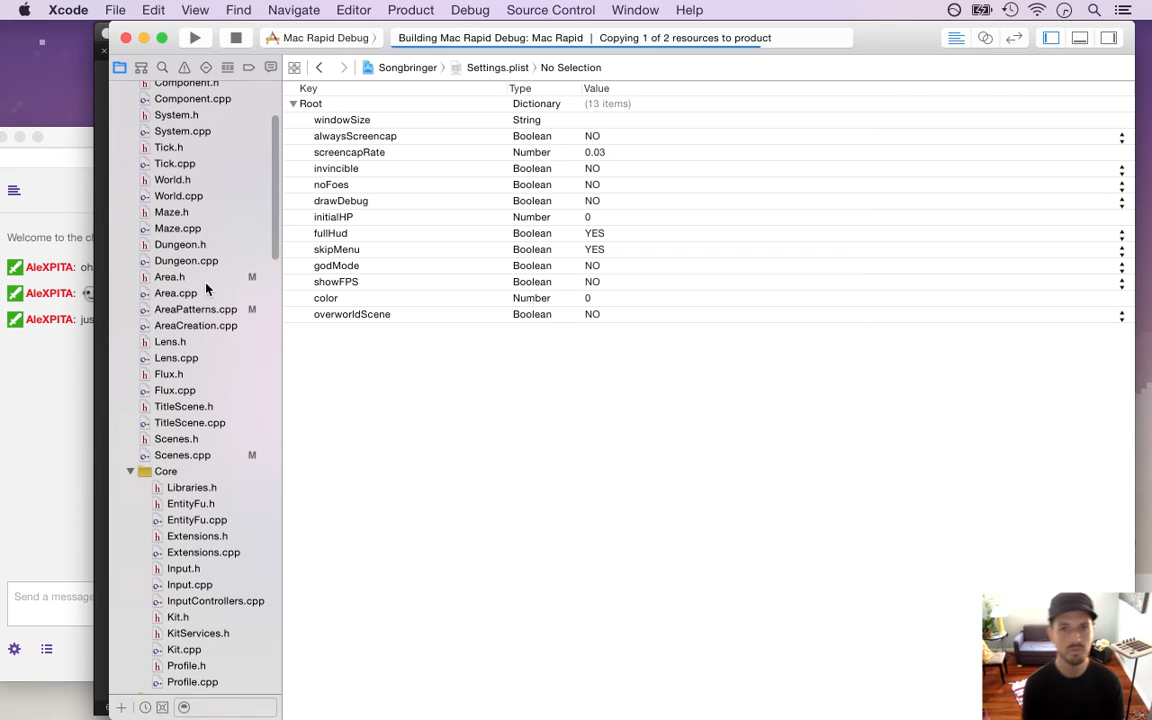 Xcode File Edit View Find Navigate Editor Product Debug Source Control Window Help
Mac Rapid Debug
Building Mac Rapid Debug: Mac Rapid | Copying 1 of 2 resources to product
Songbringer Settings.plist No Selection
Component.h
Component.cpp
System.h
System.cpp
Tick.h
Tick.cpp
World.h
World.cpp
Maze.h
Maze.cpp
Dungeon.h
Dungeon.cpp
Area.h M
Area.cpp
AreaPatterns.cpp M
AreaCreation.cpp
Lens.h
Lens.cpp
Flux.h
Flux.cpp
TitleScene.h
TitleScene.cpp
Scenes.h
Scenes.cpp M
Core
Libraries.h
EntityFu.h
EntityFu.cpp
Extensions.h
Extensions.cpp
Input.h
Input.cpp
InputControllers.cpp
Kit.h
KitServices.h
Kit.cpp
Profile.h
Profile.cpp
Key Type Value
Root Dictionary (13 items)
windowSize String
alwaysScreencap Boolean NO
screencapRate Number 0.03
invincible Boolean NO
noFoes Boolean NO
drawDebug Boolean NO
initialHP Number 0
fullHud Boolean YES
skipMenu Boolean YES
godMode Boolean NO
showFPS Boolean NO
color Number 0
overworldScene Boolean NO
Welcome to the
AleXPITA: oh
AleXPITA:
AleXPITA: jus
Send a message